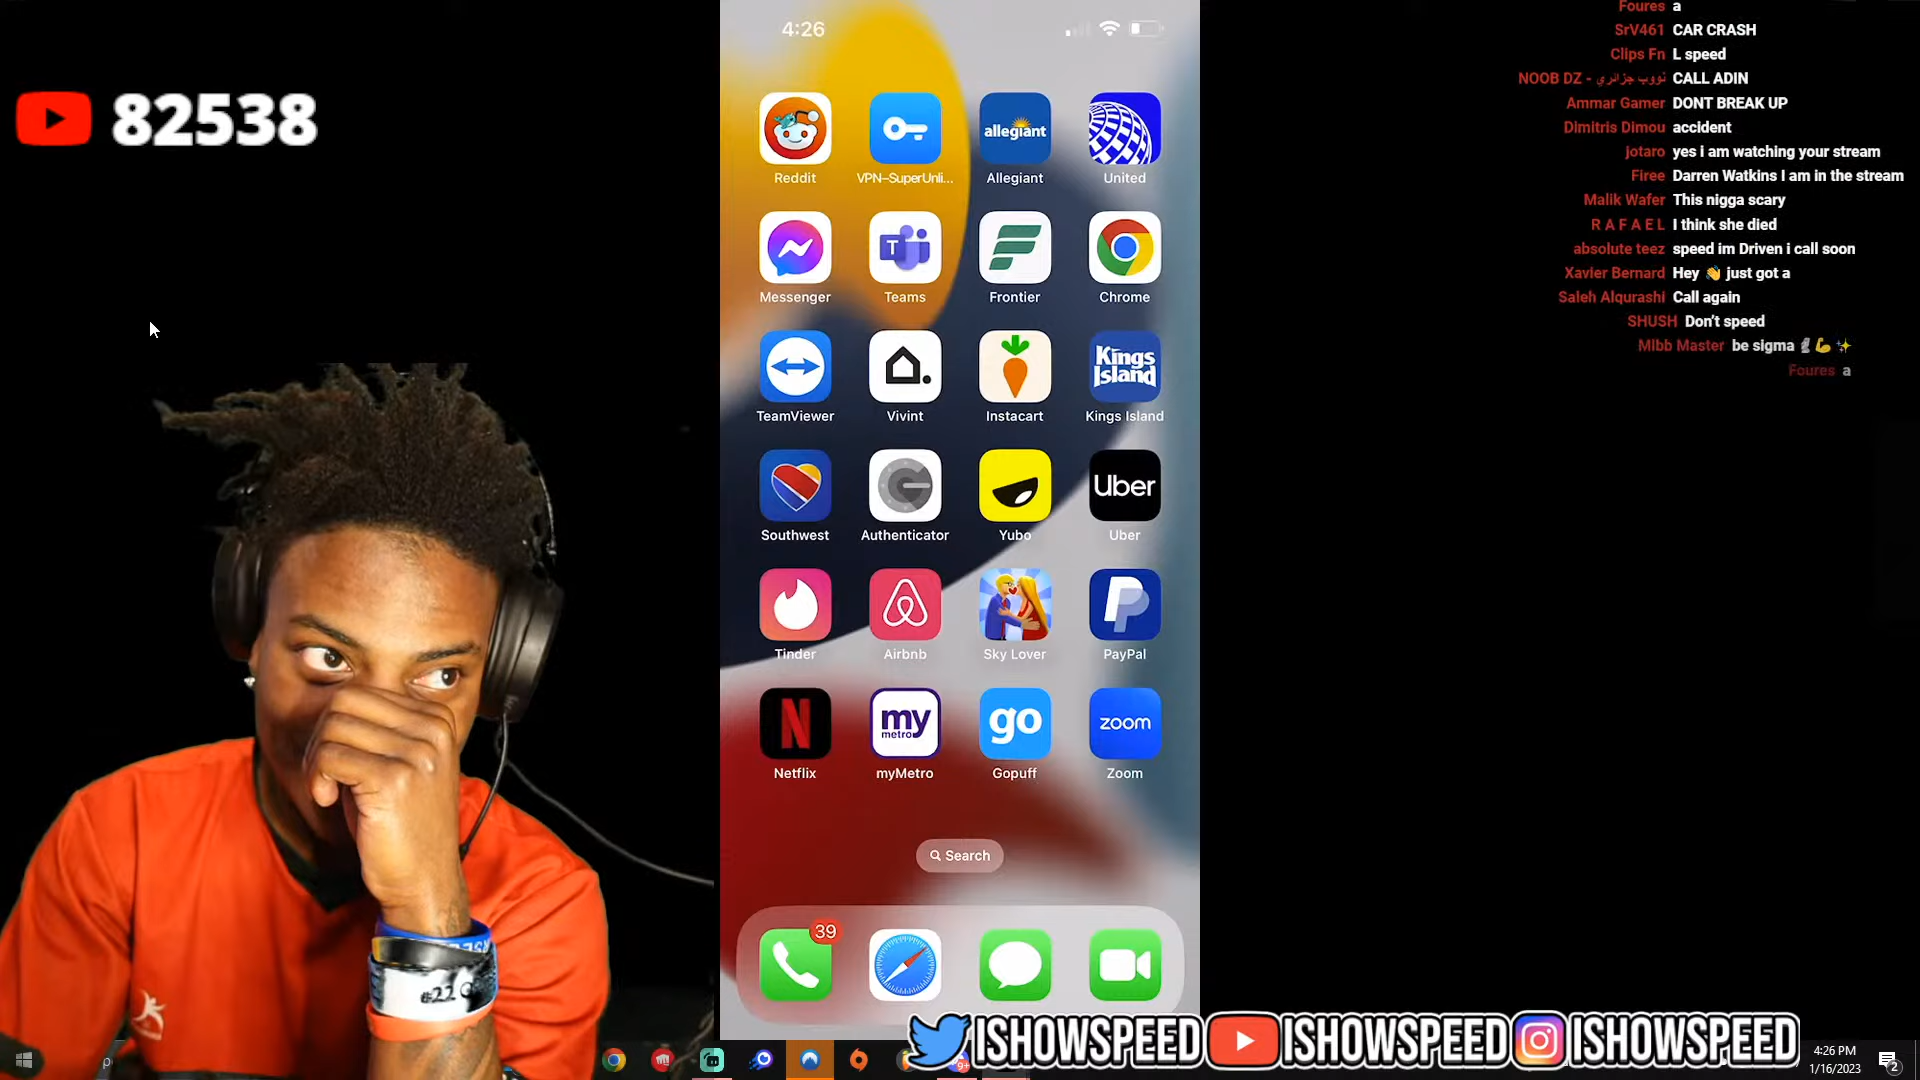 4:26
82538
Reddit
VPN–SuperUnli...
allegiant
Allegiant
United
Messenger
T
Teams
Frontier
Chrome
TeamViewer
Vivint
Instacart
Kings Island
Kings Island
Southwest
Authenticator
Yubo
Uber
Uber
Tinder
Airbnb
Sky Lover
PayPal
Netflix
my metro
myMetro
go
Gopuff
zoom
Zoom
Search
39
Foures a
SrV461 CAR CRASH
Clips Fn L speed
NOOB DZ - نووب جزائري CALL ADIN
Ammar Gamer DONT BREAK UP
Dimitris Dimou accident
jotaro yes i am watching your stream
Firee Darren Watkins I am in the stream
Malik Wafer This nigga scary
R A F A E L I think she died
absolute teez speed im Driven i call soon
Xavier Bernard Hey 👋 just got a
Saleh Alqurashi Call again
SHUSH Don't speed
Mlbb Master be sigma 🗿💪✨
Foures a
ISHOWSPEED ISHOWSPEED ISHOWSPEED
4:26 PM
1/16/2023
2